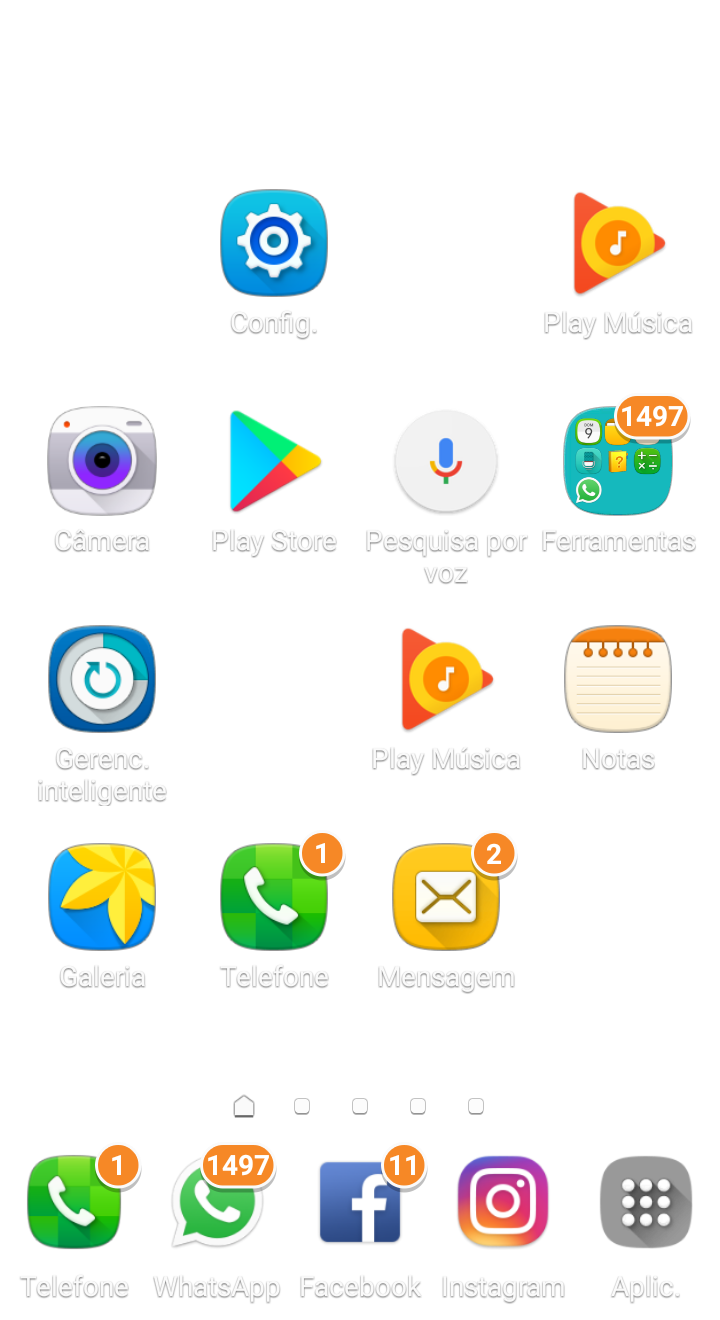 Config.
Play Música
1497
DOM
9
Câmera
Play Store
Pesquisa por
voz
Ferramentas
Gerenc.
inteligente
Play Música
Notas
1
2
Galeria
Telefone
Mensagem
1
1497
11
Telefone
WhatsApp
Facebook
Instagram
Aplic.